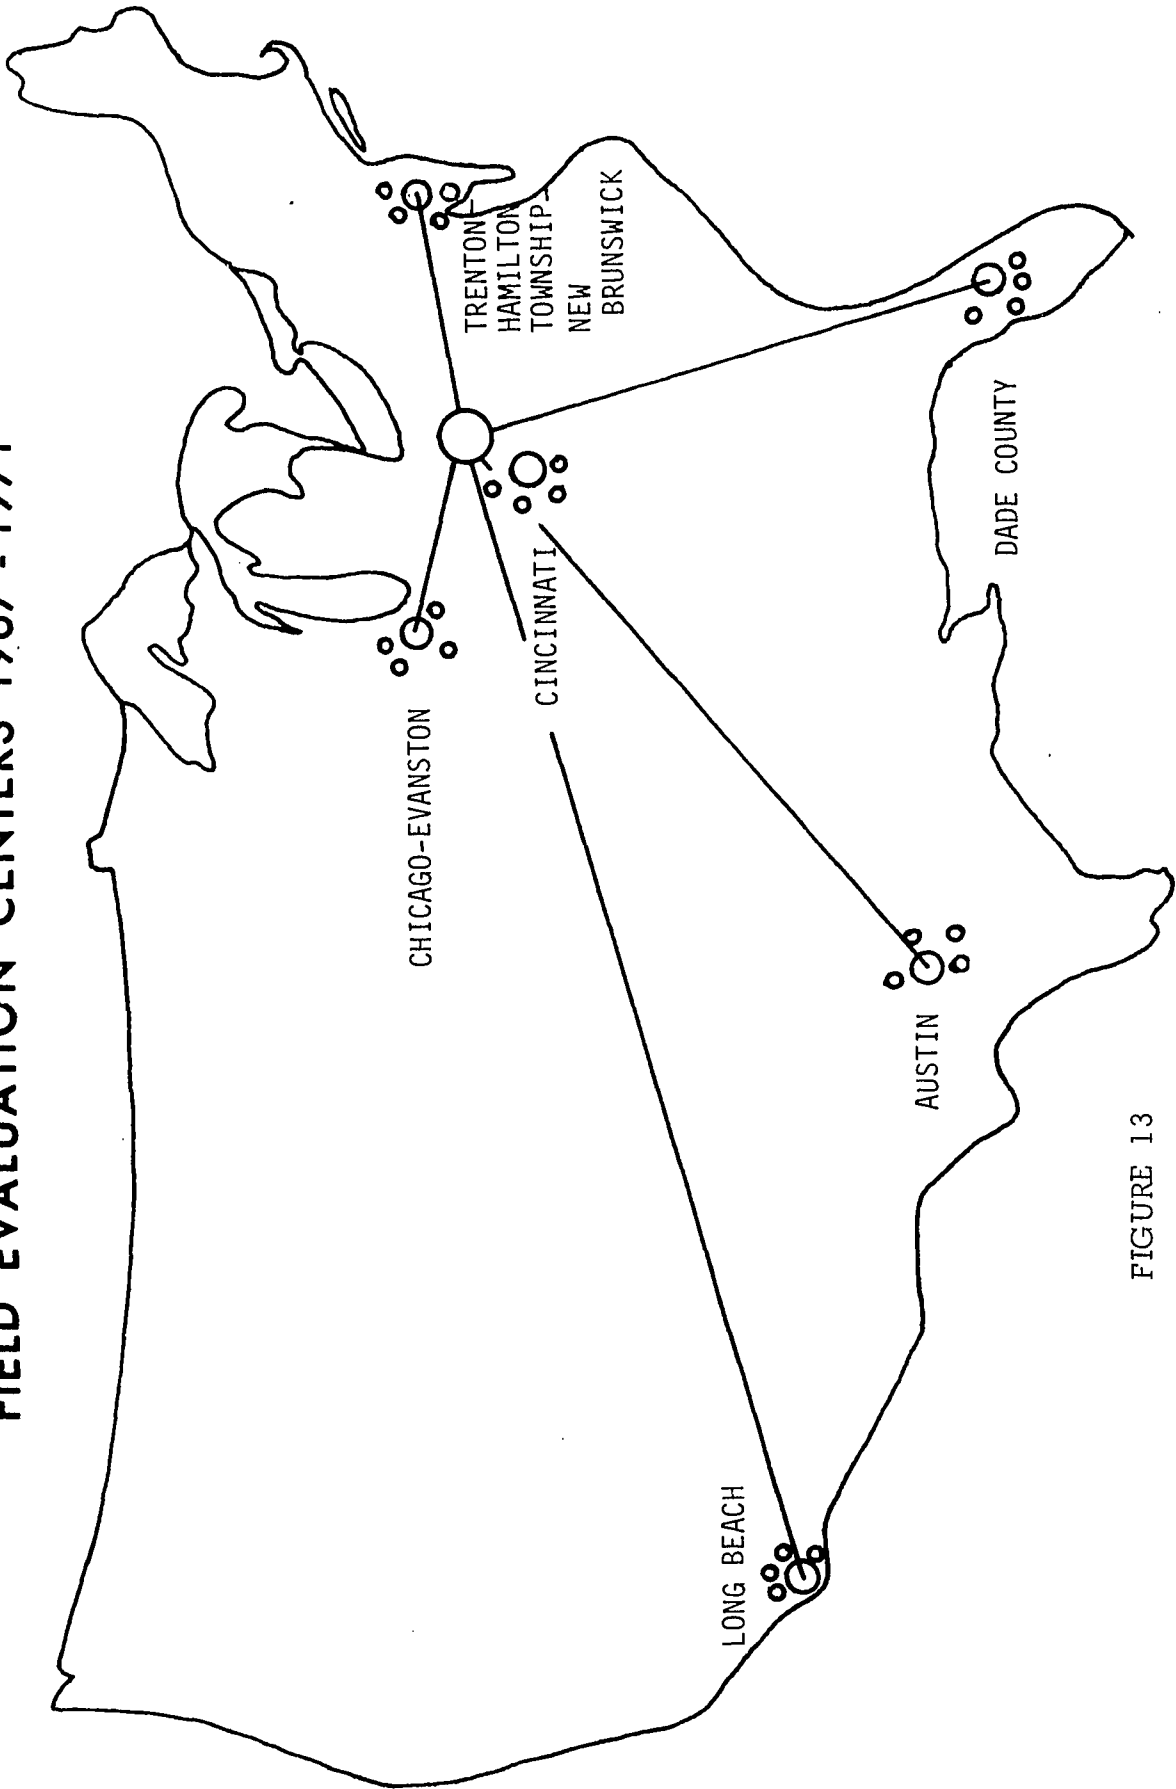 FIELD EVALUATION CENTERS 1967-1971
TRENTON-
HAMILTON
TOWNSHIP-
NEW
BRUNSWICK
CHICAGO-EVANSTON
CINCINNATI
DADE COUNTY
AUSTIN
LONG BEACH
FIGURE 13